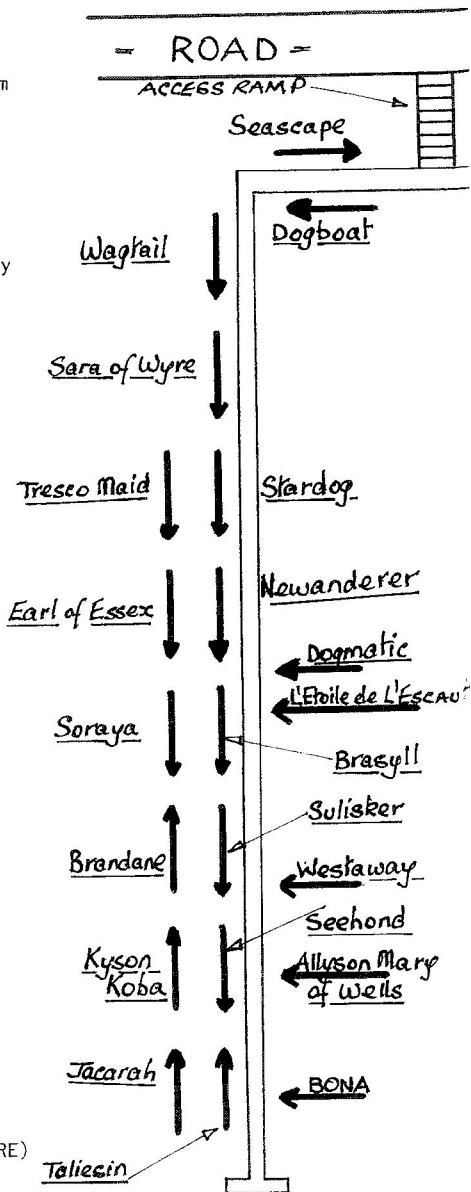 - ROAD -
m
ACCESS RAMP
Seascape
Dogboat
Wagtail
y
Sara of Wyre
Tresco Maid
Stardog
Newanderer
Earl of Essex
Dogmatic
L'Etoile de L'ESCAUT
Soraya
Brasyll
Sulisker
Brandane
Westaway
Seehond
Kyson
Koba
Allyson Mary
of Wells
Jacarah
BONA
RE)
Taliesin